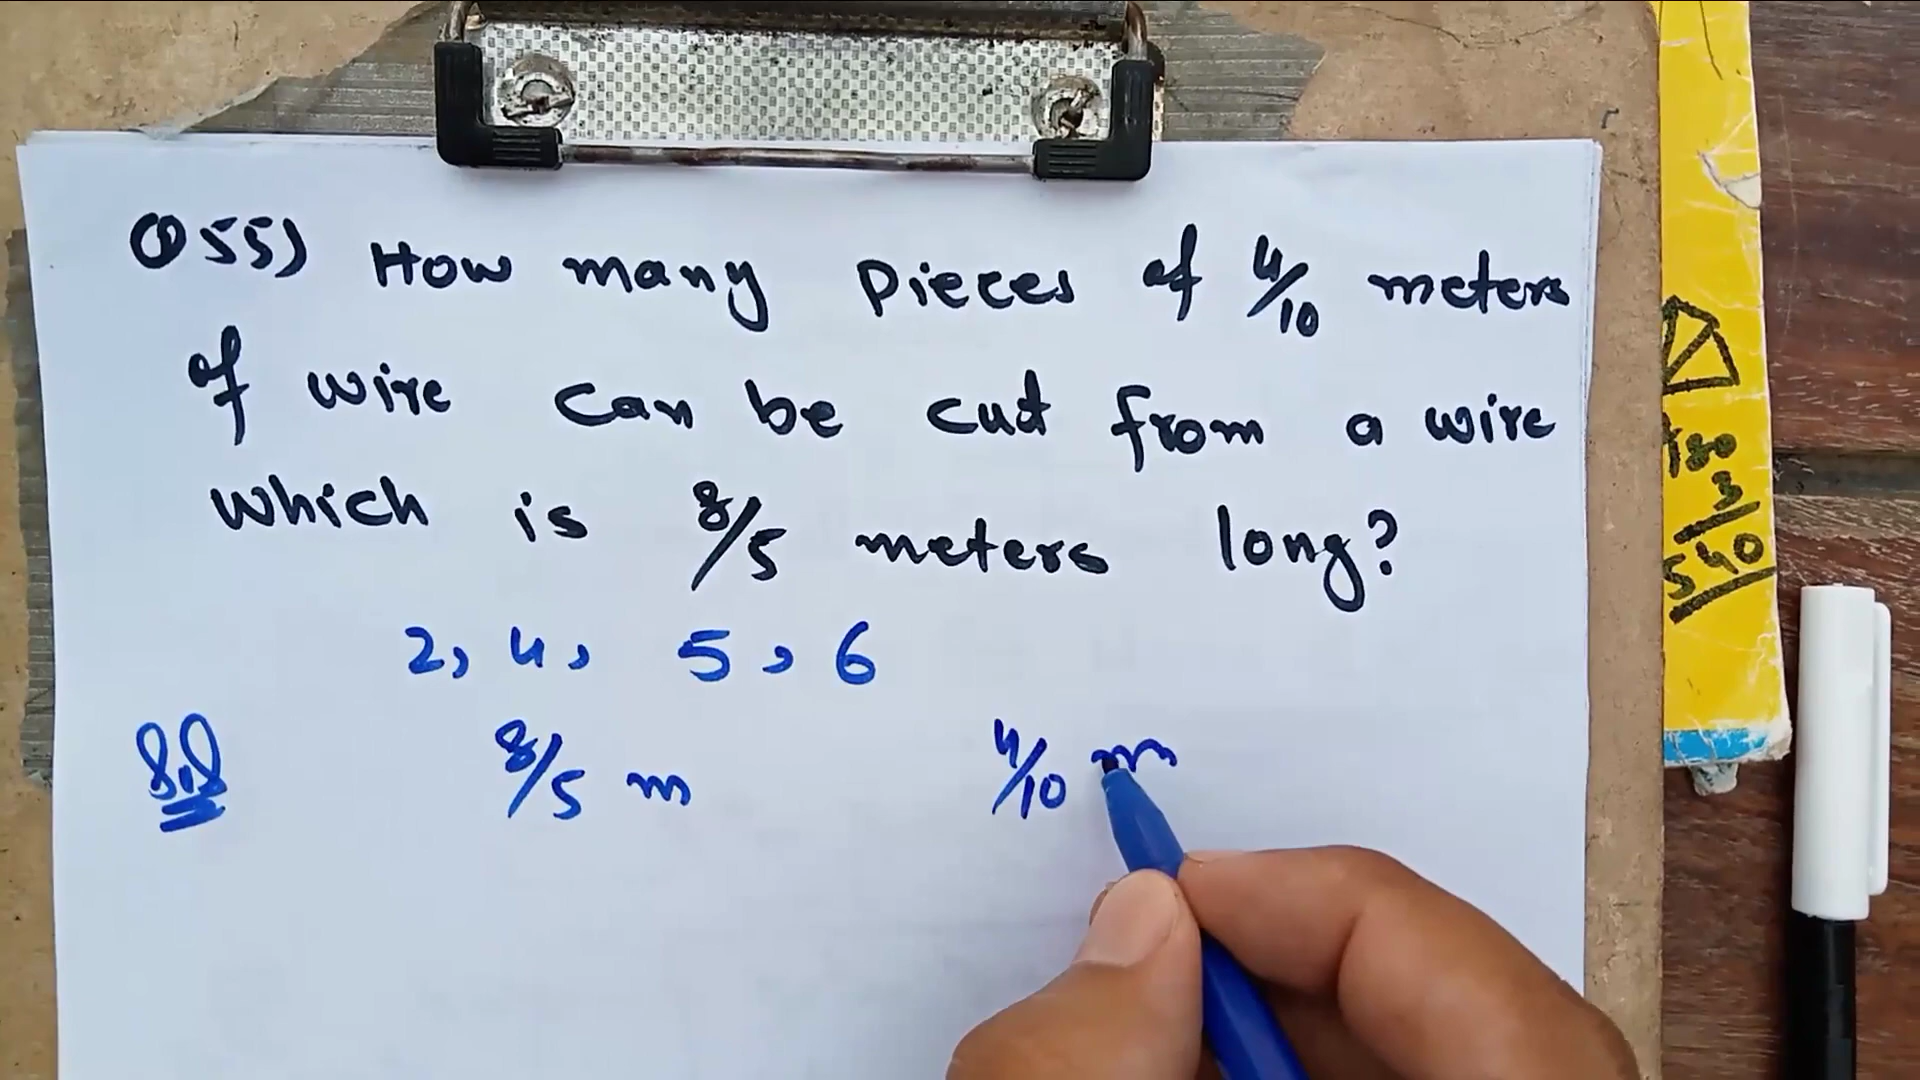 Q55) How many Pieces of 4/10 meters
of wire can be cut from a wire
which is 8/5 meters long?
2, 4, 5, 6
Sol 8/5 m 4/10 m
180
3
540